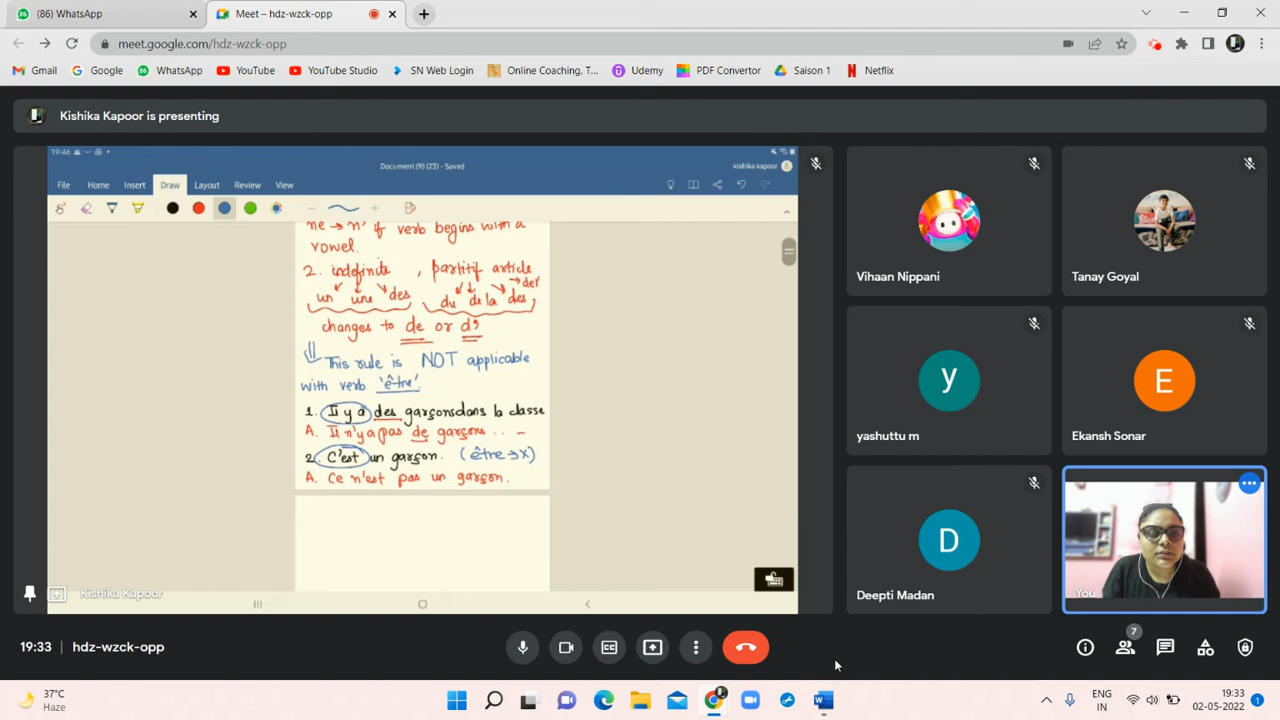 (86) WhatsApp
Meet – hdz-wzck-opp
meet.google.com/hdz-wzck-opp
Gmail Google WhatsApp YouTube YouTube Studio SN Web Login Online Coaching, T... Udemy PDF Convertor Saison 1 Netflix
Kishika Kapoor is presenting
19:46
Document (9) (23) - Saved
kishika kapoor
File Home Insert Draw Layout Review View
ne → n' if verb begins with a
vowel.
2. indefinite , partitif article
un une des du de la des → del'
changes to de or d'
This rule is NOT applicable
with verb 'être'.
1. Il y a des garçons dans la classe
A. Il n'y a pas de garçons . . –
2. C'est un garçon. (être → x)
A. Ce n'est pas un garçon.
Kishika Kapoor
Vihaan Nippani
Tanay Goyal
y
yashuttu m
E
Ekansh Sonar
D
Deepti Madan
You
19:33 hdz-wzck-opp
7
37°C
Haze
ENG
IN
19:33
02-05-2022
1